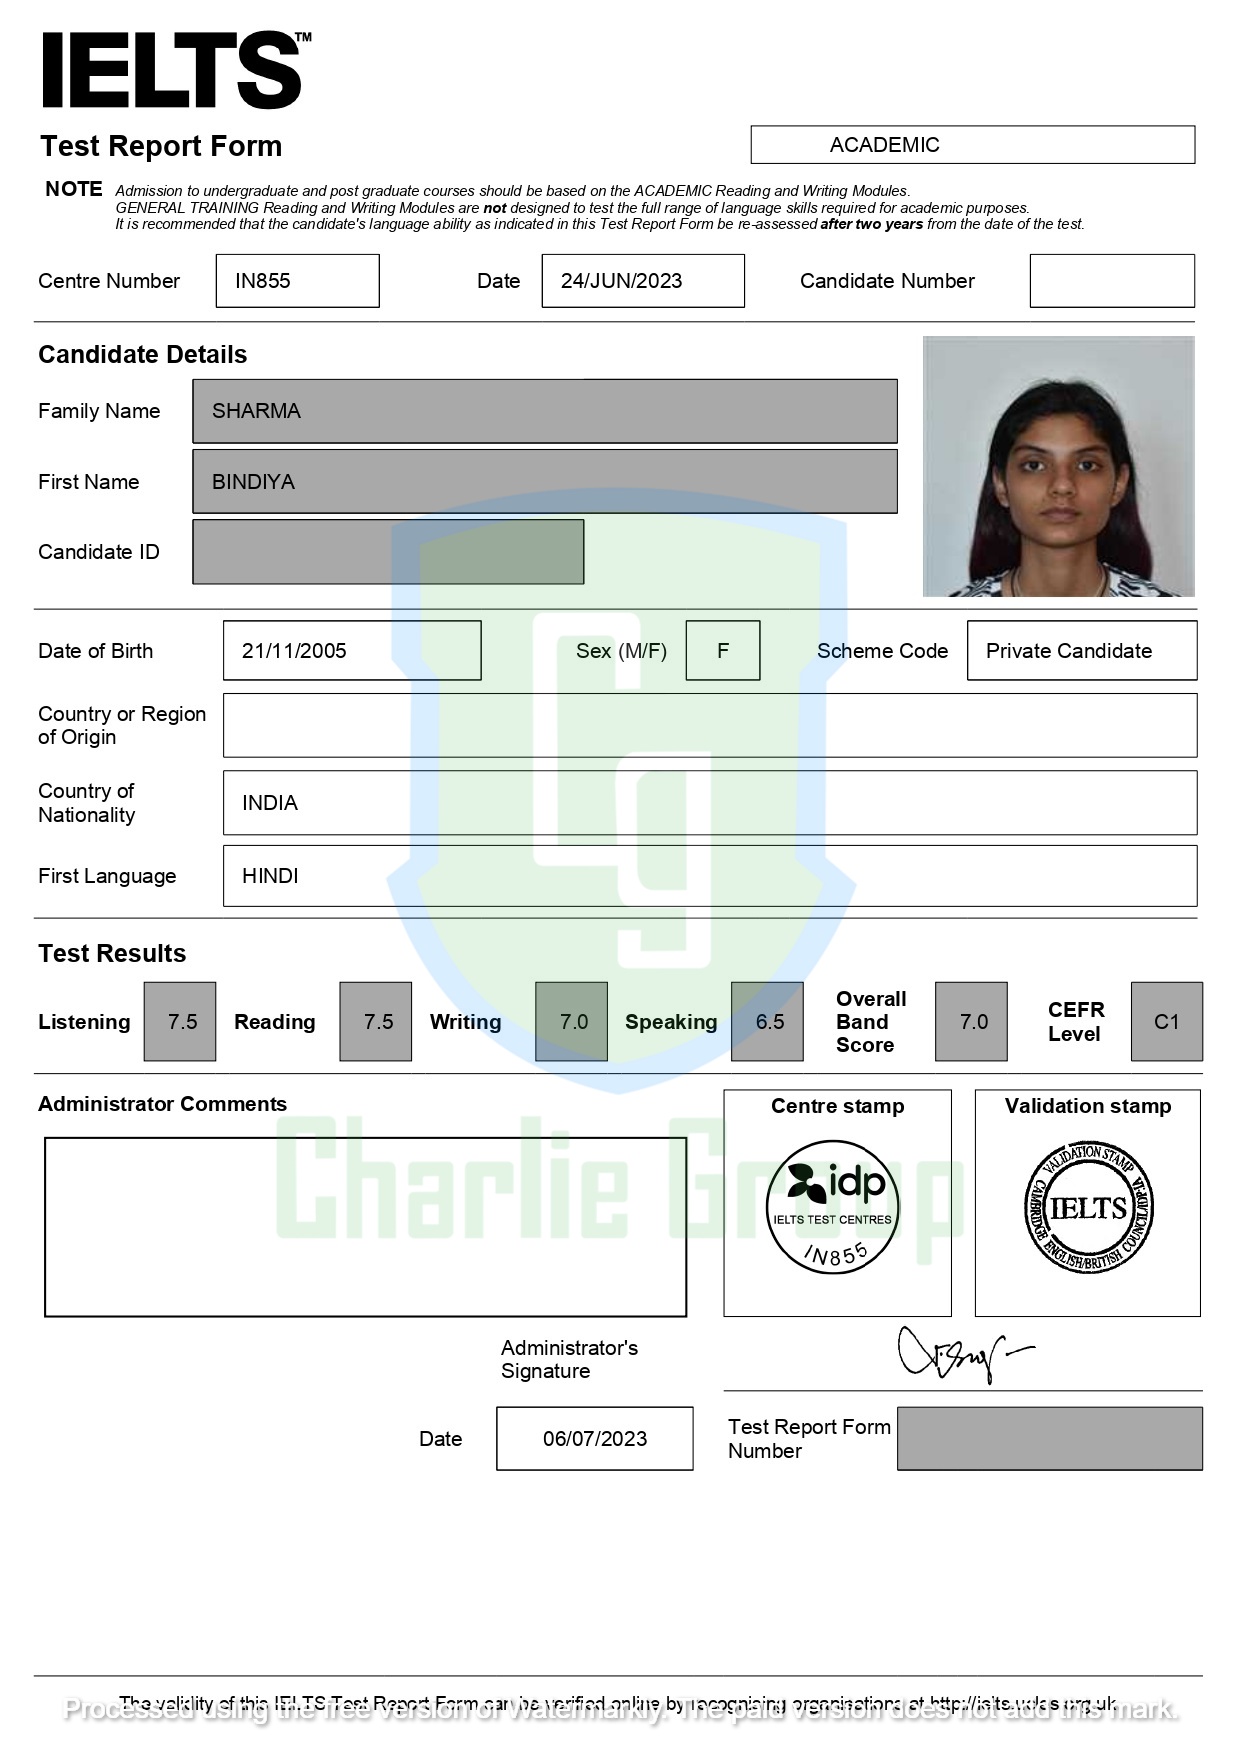 IELTS™
Test Report Form
ACADEMIC
NOTE Admission to undergraduate and post graduate courses should be based on the ACADEMIC Reading and Writing Modules.
GENERAL TRAINING Reading and Writing Modules are not designed to test the full range of language skills required for academic purposes.
It is recommended that the candidate's language ability as indicated in this Test Report Form be re-assessed after two years from the date of the test.
Centre Number IN855 Date 24/JUN/2023 Candidate Number
Candidate Details
Family Name SHARMA
First Name BINDIYA
Candidate ID
Date of Birth 21/11/2005 Sex (M/F) F Scheme Code Private Candidate
Country or Region
of Origin
Country of
Nationality
INDIA
First Language HINDI
Test Results
Listening 7.5 Reading 7.5 Writing 7.0 Speaking 6.5
Overall
Band
Score
7.0
CEFR
Level
C1
Administrator Comments
Charlie Group
Centre stamp
idp
IELTS TEST CENTRES
IN855
Validation stamp
VALIDATION STAMP
IELTS
CAMBRIDGE ENGLISH/BRITISH COUNCIL/IDP:IA
Administrator's
Signature
Date 06/07/2023
Test Report Form
Number
The validity of this IELTS Test Report Form can be verified online by recognising organisations at http://ielts.ucles.org.uk
Processed using the free version of Watermarkly. The paid version does not add this mark.